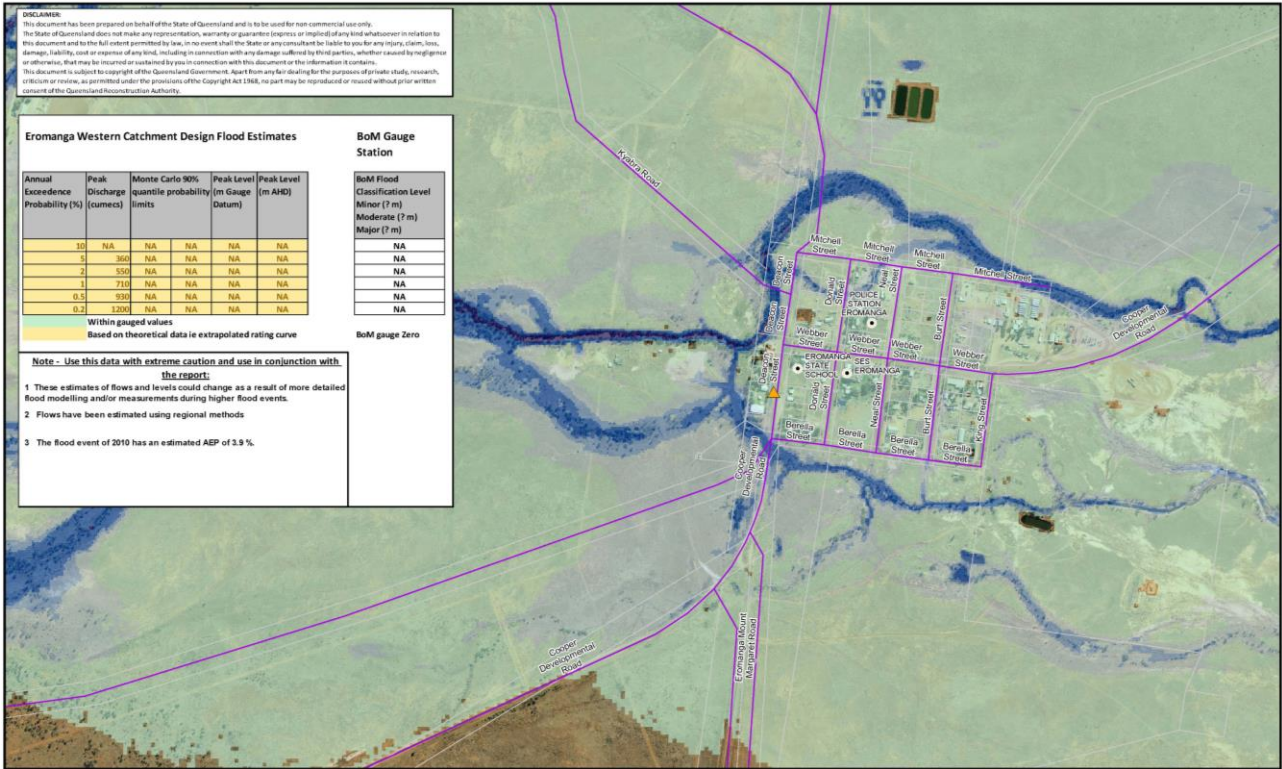 DISCLAIMER:
This document has been prepared on behalf of the State of Queensland and is to be used for non commercial use only.
The State of Queensland does not make any representation, warranty or guarantee (express or implied) of any kind whatsoever in relation to
this document and to the full extent permitted by law, in no event shall the State or any consultant be liable to you for any injury, claim, loss,
damage, liability, cost or expense of any kind, including in connection with any damage suffered by third parties, whether caused by negligence
or otherwise, that may be incurred or sustained by you in connection with this document or the information it contains.
This document is subject to copyright of the Queensland Government. Apart from any fair dealing for the purposes of private study, research,
criticism or review, as permitted under the provisions of the Copyright Act 1968, no part may be reproduced or reused without prior written
consent of the Queensland Reconstruction Authority.
Eromanga Western Catchment Design Flood Estimates
BoM Gauge
Station
Annual
Exceedence
Probability (%)
Peak
Discharge
(cumecs)
Monte Carlo 90%
quantile probability
limits
Peak Level
(m Gauge
Datum)
Peak Level
(m AHD)
BoM Flood
Classification Level
Minor (? m)
Moderate (? m)
Major (? m)
10 NA NA NA NA NA NA
5 360 NA NA NA NA NA
2 550 NA NA NA NA NA
1 710 NA NA NA NA NA
0.5 930 NA NA NA NA NA
0.2 1200 NA NA NA NA NA
Within gauged values
Based on theoretical data ie extrapolated rating curve
BoM gauge Zero
Note - Use this data with extreme caution and use in conjunction with
the report:
1 These estimates of flows and levels could change as a result of more detailed
flood modelling and/or measurements during higher flood events.
2 Flows have been estimated using regional methods
3 The flood event of 2010 has an estimated AEP of 3.9 %.
Kyabra Road
Mitchell
Street
Mitchell
Street
Mitchell
Street
Mitchell Street
Deacon
Street
Deacon
Street
Deacon
Street
Donald
Street
Neal
Street
POLICE
STATION
EROMANGA
Burt Street
Cooper
Developmental
Road
Webber
Street
Webber
Street
Webber
Street
Webber
Street
EROMANGA
STATE
SCHOOL
SES
EROMANGA
Donald
Street
Neal Street
Burt Street
King Street
Berella
Street
Berella
Street
Berella
Street
Berella
Street
Cooper
Developmental
Road
Cooper
Developmental
Road
Eromanga Mount
Margaret Road